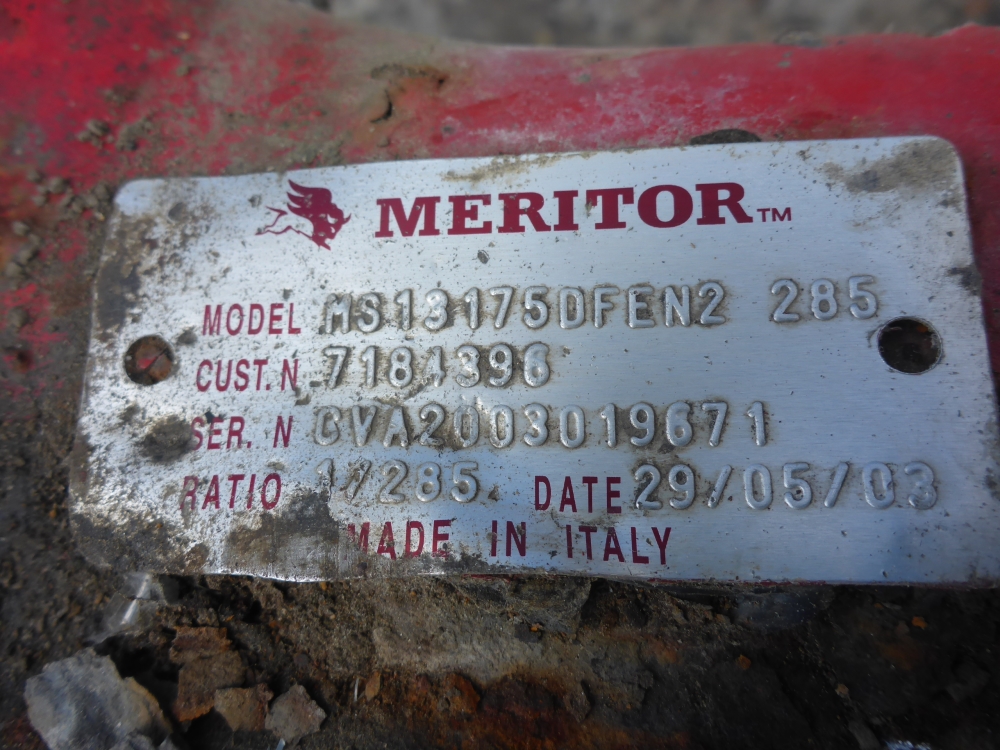 MERITOR™
MODEL MS13175DFEN2 285
CUST. N 7184396
SER. N CVA2003019671
RATIO 1/285 DATE 29/05/03
MADE IN ITALY